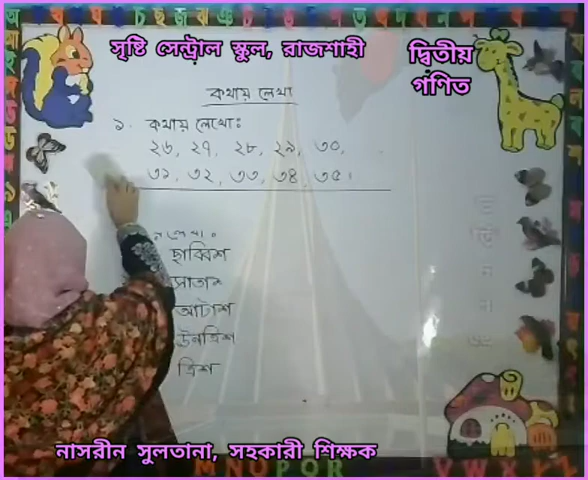 সৃষ্টি সেন্ট্রাল স্কুল, রাজশাহী
দ্বিতীয়
গণিত
কথায় লেখা
১. কথায় লেখোঃ
২৬, ২৭, ২৮, ২৯, ৩০,
৩১, ৩২, ৩৩, ৩৪, ৩৫।
ছাব্বিশ
সাতাশ
আটাশ
উনত্রিশ
ত্রিশ
নাসরীন সুলতানা, সহকারী শিক্ষক
M N O P Q R
V W X Y Z